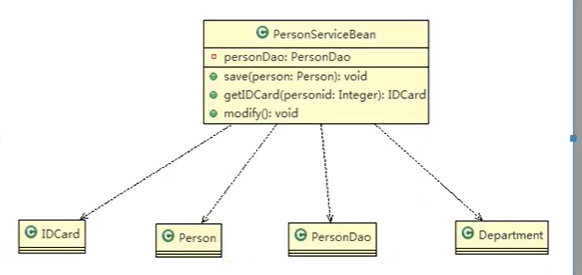 PersonServiceBean
personDao: PersonDao
save(person: Person): void
getIDCard(personid: Integer): IDCard
modify(): void
IDCard
Person
PersonDao
Department